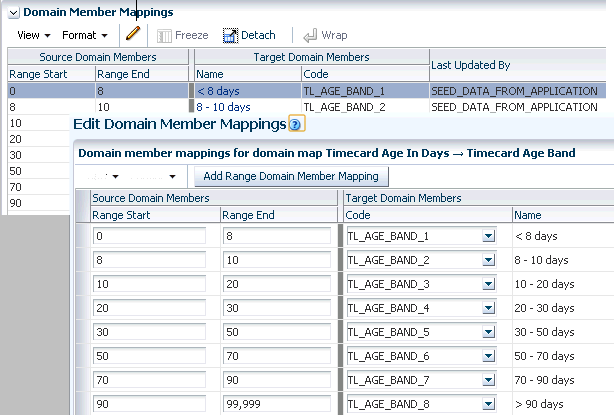 Domain Member Mappings
View Format Freeze Detach Wrap
Source Domain Members Target Domain Members Last Updated By
Range Start Range End Name Code
0 8 < 8 days TL_AGE_BAND_1 SEED_DATA_FROM_APPLICATION
8 10 8 - 10 days TL_AGE_BAND_2 SEED_DATA_FROM_APPLICATION
10
20
30
50
70
90
Edit Domain Member Mappings ?
Domain member mappings for domain map Timecard Age In Days → Timecard Age Band
Add Range Domain Member Mapping
Source Domain Members Target Domain Members
Range Start Range End Code Name
0 8 TL_AGE_BAND_1 < 8 days
8 10 TL_AGE_BAND_2 8 - 10 days
10 20 TL_AGE_BAND_3 10 - 20 days
20 30 TL_AGE_BAND_4 20 - 30 days
30 50 TL_AGE_BAND_5 30 - 50 days
50 70 TL_AGE_BAND_6 50 - 70 days
70 90 TL_AGE_BAND_7 70 - 90 days
90 99,999 TL_AGE_BAND_8 > 90 days